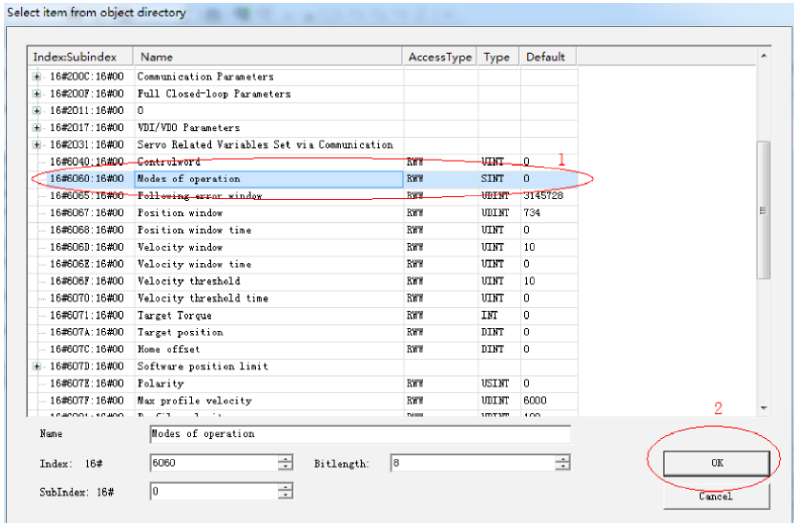 Select item from object directory
Index:Subindex Name AccessType Type Default
16#200C:16#00 Communication Parameters
16#200F:16#00 Full Closed-loop Parameters
16#2011:16#00 0
16#2017:16#00 VDI/VDO Parameters
16#2031:16#00 Servo Related Variables Set via Communication
16#6040:16#00 Controlword RWW UINT 0 1
16#6060:16#00 Modes of operation RWW SINT 0
16#6065:16#00 Following error window RWW UDINT 3145728
16#6067:16#00 Position window RWW UDINT 734
16#6068:16#00 Position window time RWW UINT 0
16#606D:16#00 Velocity window RWW UINT 10
16#606E:16#00 Velocity window time RWW UINT 0
16#606F:16#00 Velocity threshold RWW UINT 10
16#6070:16#00 Velocity threshold time RWW UINT 0
16#6071:16#00 Target Torque RWW INT 0
16#607A:16#00 Target position RWW DINT 0
16#607C:16#00 Home offset RWW DINT 0
16#607D:16#00 Software position limit
16#607E:16#00 Polarity RWW USINT 0
16#607F:16#00 Max profile velocity RWW UDINT 6000
2
Name Modes of operation
Index: 16# 6060 Bitlength: 8 OK
SubIndex: 16# 0 Cancel